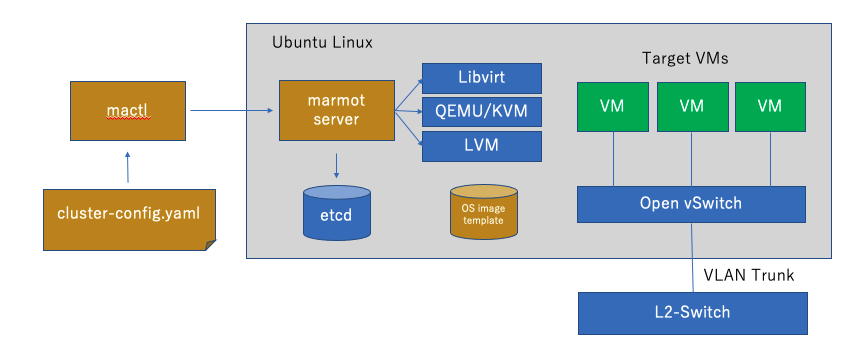 Ubuntu Linux
Target VMs
mactl
marmot
server
Libvirt
QEMU/KVM
LVM
VM
VM
VM
cluster-config.yaml
etcd
OS image
template
Open vSwitch
VLAN Trunk
L2-Switch